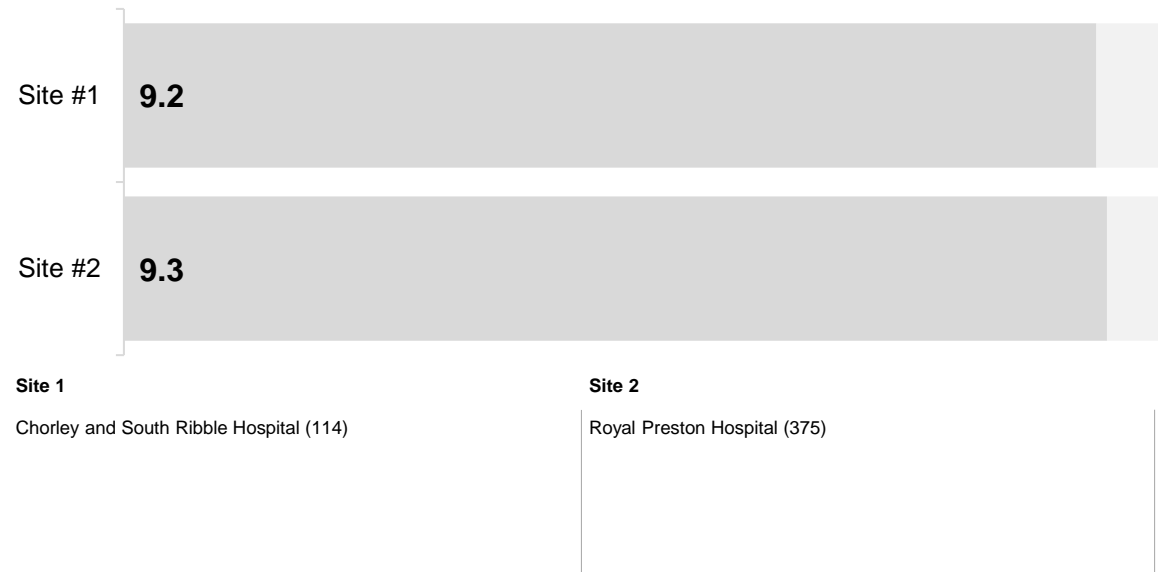 Site #1
9.2
Site #2
9.3
Site 1
Site 2
Chorley and South Ribble Hospital (114)
Royal Preston Hospital (375)